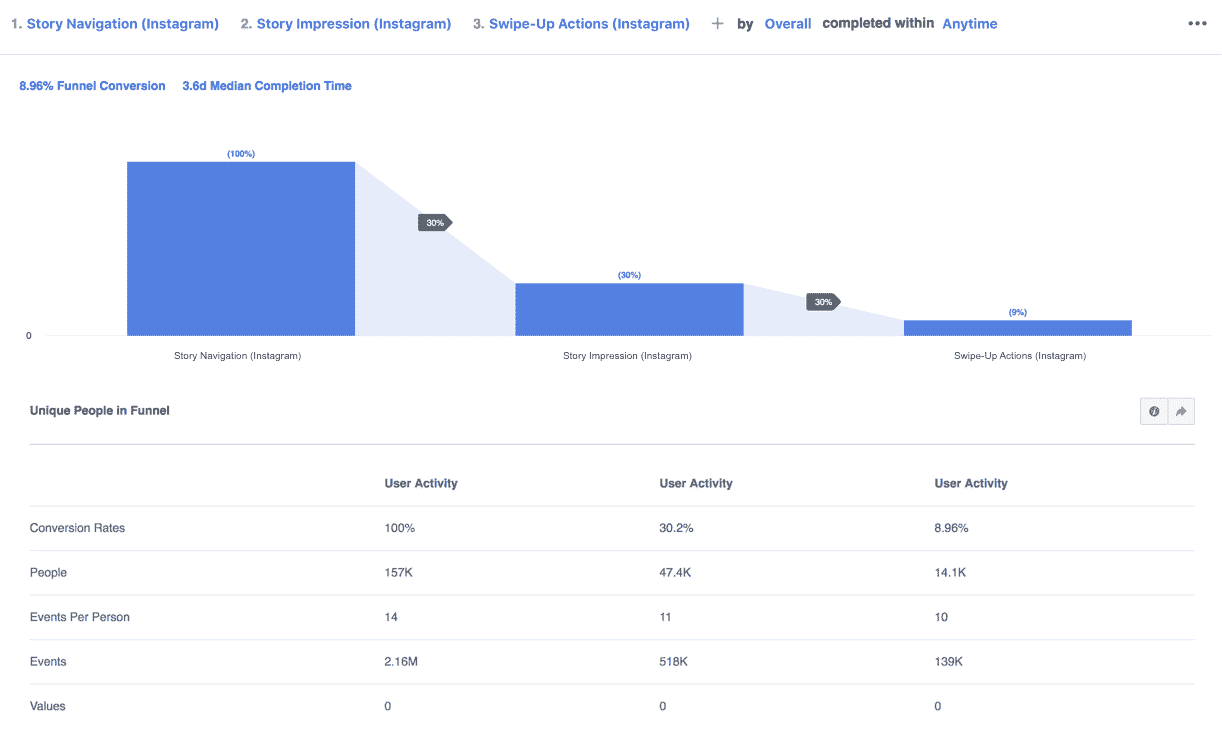 1. Story Navigation (Instagram) 2. Story Impression (Instagram) 3. Swipe-Up Actions (Instagram) + by Overall completed within Anytime
8.96% Funnel Conversion 3.6d Median Completion Time
(100%)
30%
(30%)
30%
(9%)
0
Story Navigation (Instagram) Story Impression (Instagram) Swipe-Up Actions (Instagram)
Unique People in Funnel
User Activity User Activity User Activity
Conversion Rates 100% 30.2% 8.96%
People 157K 47.4K 14.1K
Events Per Person 14 11 10
Events 2.16M 518K 139K
Values 0 0 0